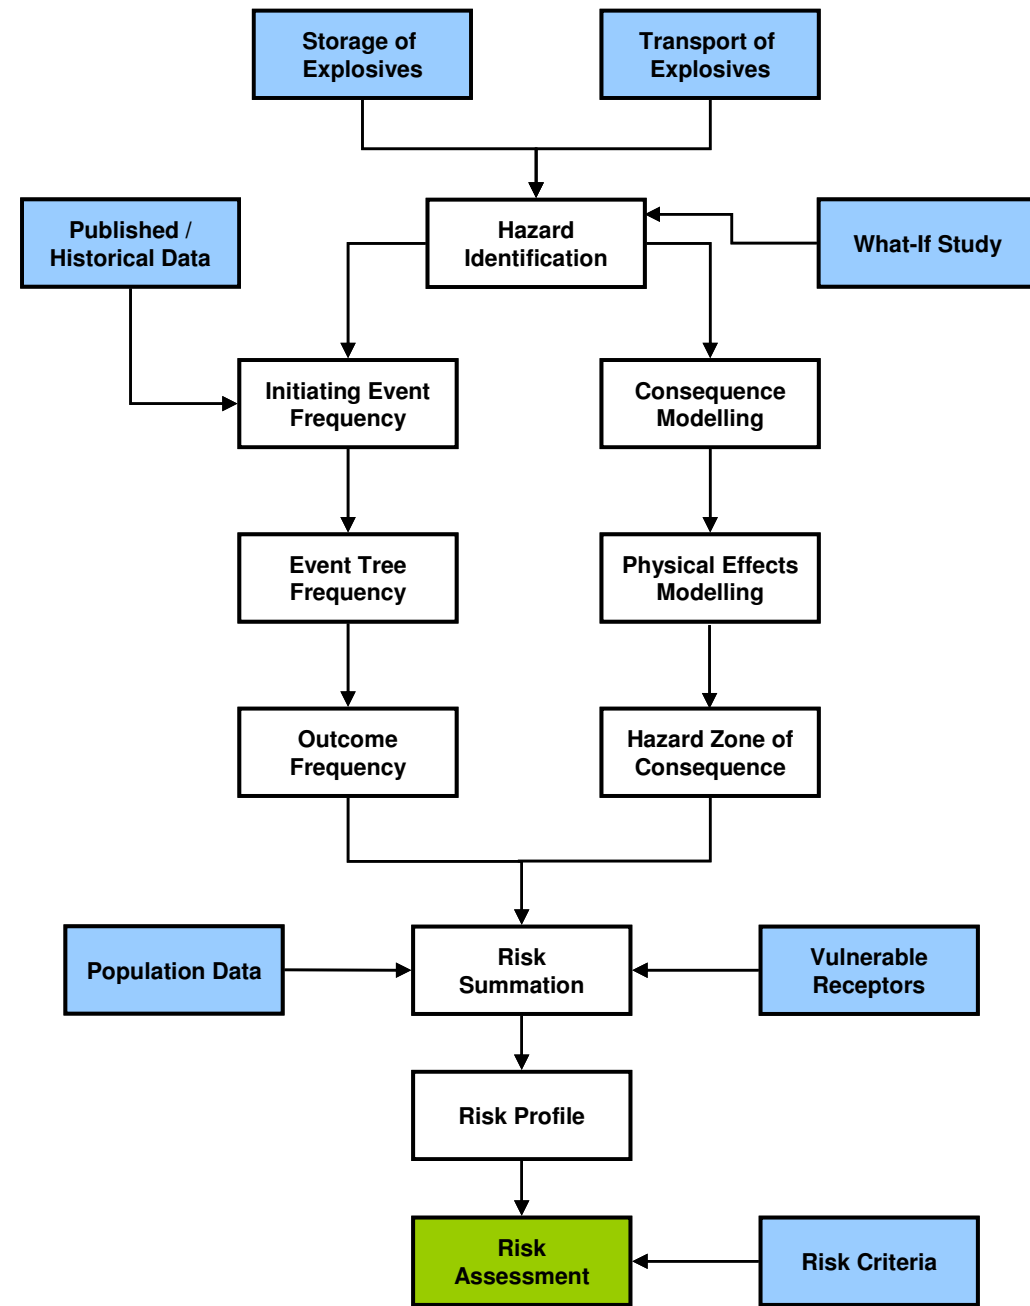 Storage of
Explosives
Transport of
Explosives
Published /
Historical Data
Hazard
Identification
What-If Study
Initiating Event
Frequency
Consequence
Modelling
Event Tree
Frequency
Physical Effects
Modelling
Outcome
Frequency
Hazard Zone of
Consequence
Population Data
Risk
Summation
Vulnerable
Receptors
Risk Profile
Risk
Assessment
Risk Criteria